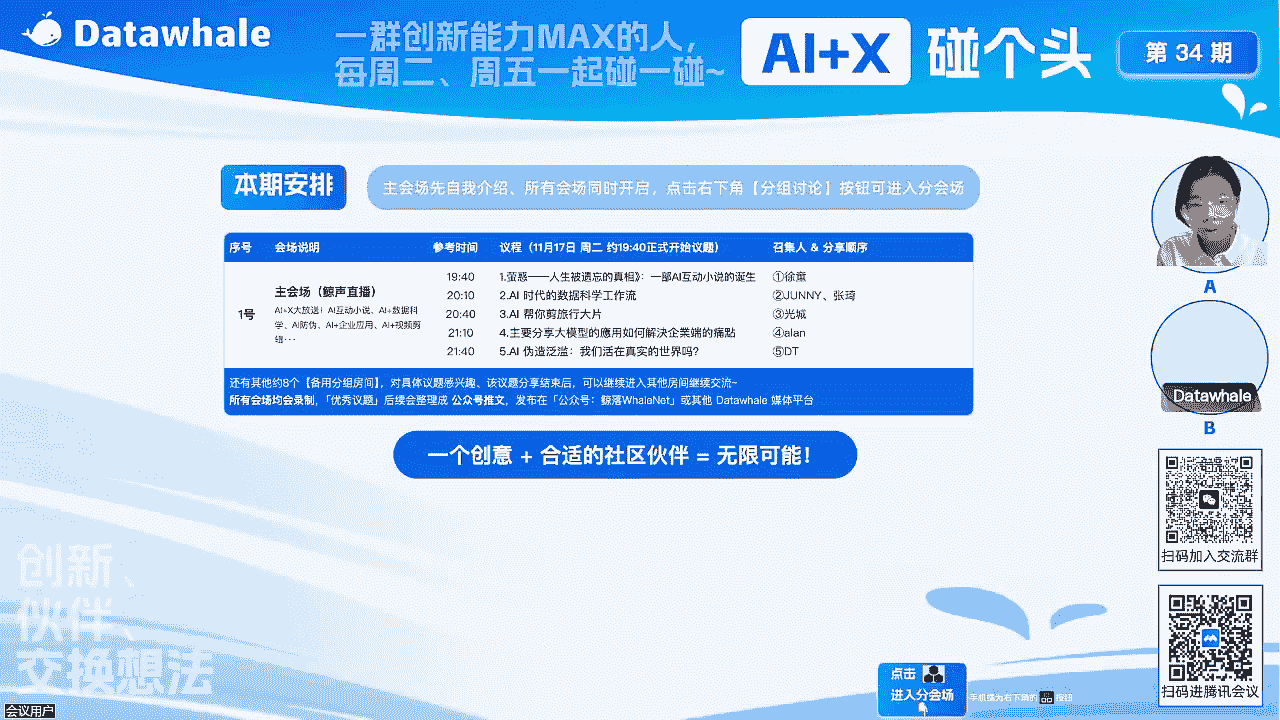 Datawhale
一群创新能力MAX的人，
每周二、周五一起碰一碰~
AI+X 碰个头
第 34 期
本期安排
主会场先自我介绍、所有会场同时开启，点击右下角【分组讨论】按钮可进入分会场
序号 会场说明 参考时间 议程（11月17日 周二 约19:40正式开始议题） 召集人 & 分享顺序
1号
主会场（鲸声直播）
AI+X大放送！AI互动小说、AI+数据科
学、AI防伪、AI+企业应用、AI+视频剪
辑···
19:40 1.萤惑——人生被遗忘的真相》：一部AI互动小说的诞生 ①徐薰
20:10 2.AI 时代的数据科学工作流 ②JUNNY、张琦
20:40 3.AI 帮你剪旅行大片 ③光城
21:10 4.主要分享大模型的應用如何解決企業端的痛點 ④alan
21:40 5.AI 伪造泛滥：我们活在真实的世界吗？ ⑤DT
还有其他约8个【备用分组房间】，对具体议题感兴趣、该议题分享结束后，可以继续进入其他房间继续交流~
所有会场均会录制，「优秀议题」后续会整理成 公众号推文，发布在「公众号：鲸落WhaleNet」或其他 Datawhale 媒体平台
一个创意 + 合适的社区伙伴 = 无限可能！
A
Datawhale
B
扫码加入交流群
扫码进腾讯会议
创新、
伙伴、
交换想法
会议用户
点击
进入分会场
手机端为右下角的 按钮